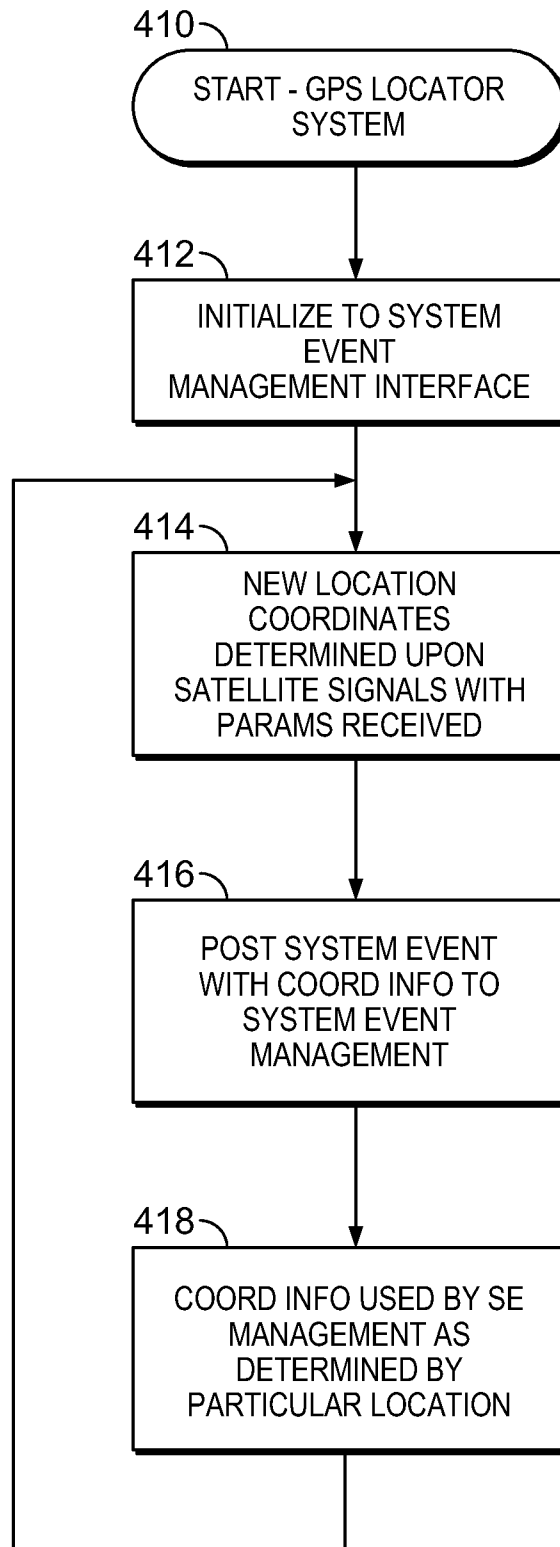 410
START - GPS LOCATOR
SYSTEM
412
INITIALIZE TO SYSTEM
EVENT
MANAGEMENT INTERFACE
414
NEW LOCATION
COORDINATES
DETERMINED UPON
SATELLITE SIGNALS WITH
PARAMS RECEIVED
416
POST SYSTEM EVENT
WITH COORD INFO TO
SYSTEM EVENT
MANAGEMENT
418
COORD INFO USED BY SE
MANAGEMENT AS
DETERMINED BY
PARTICULAR LOCATION